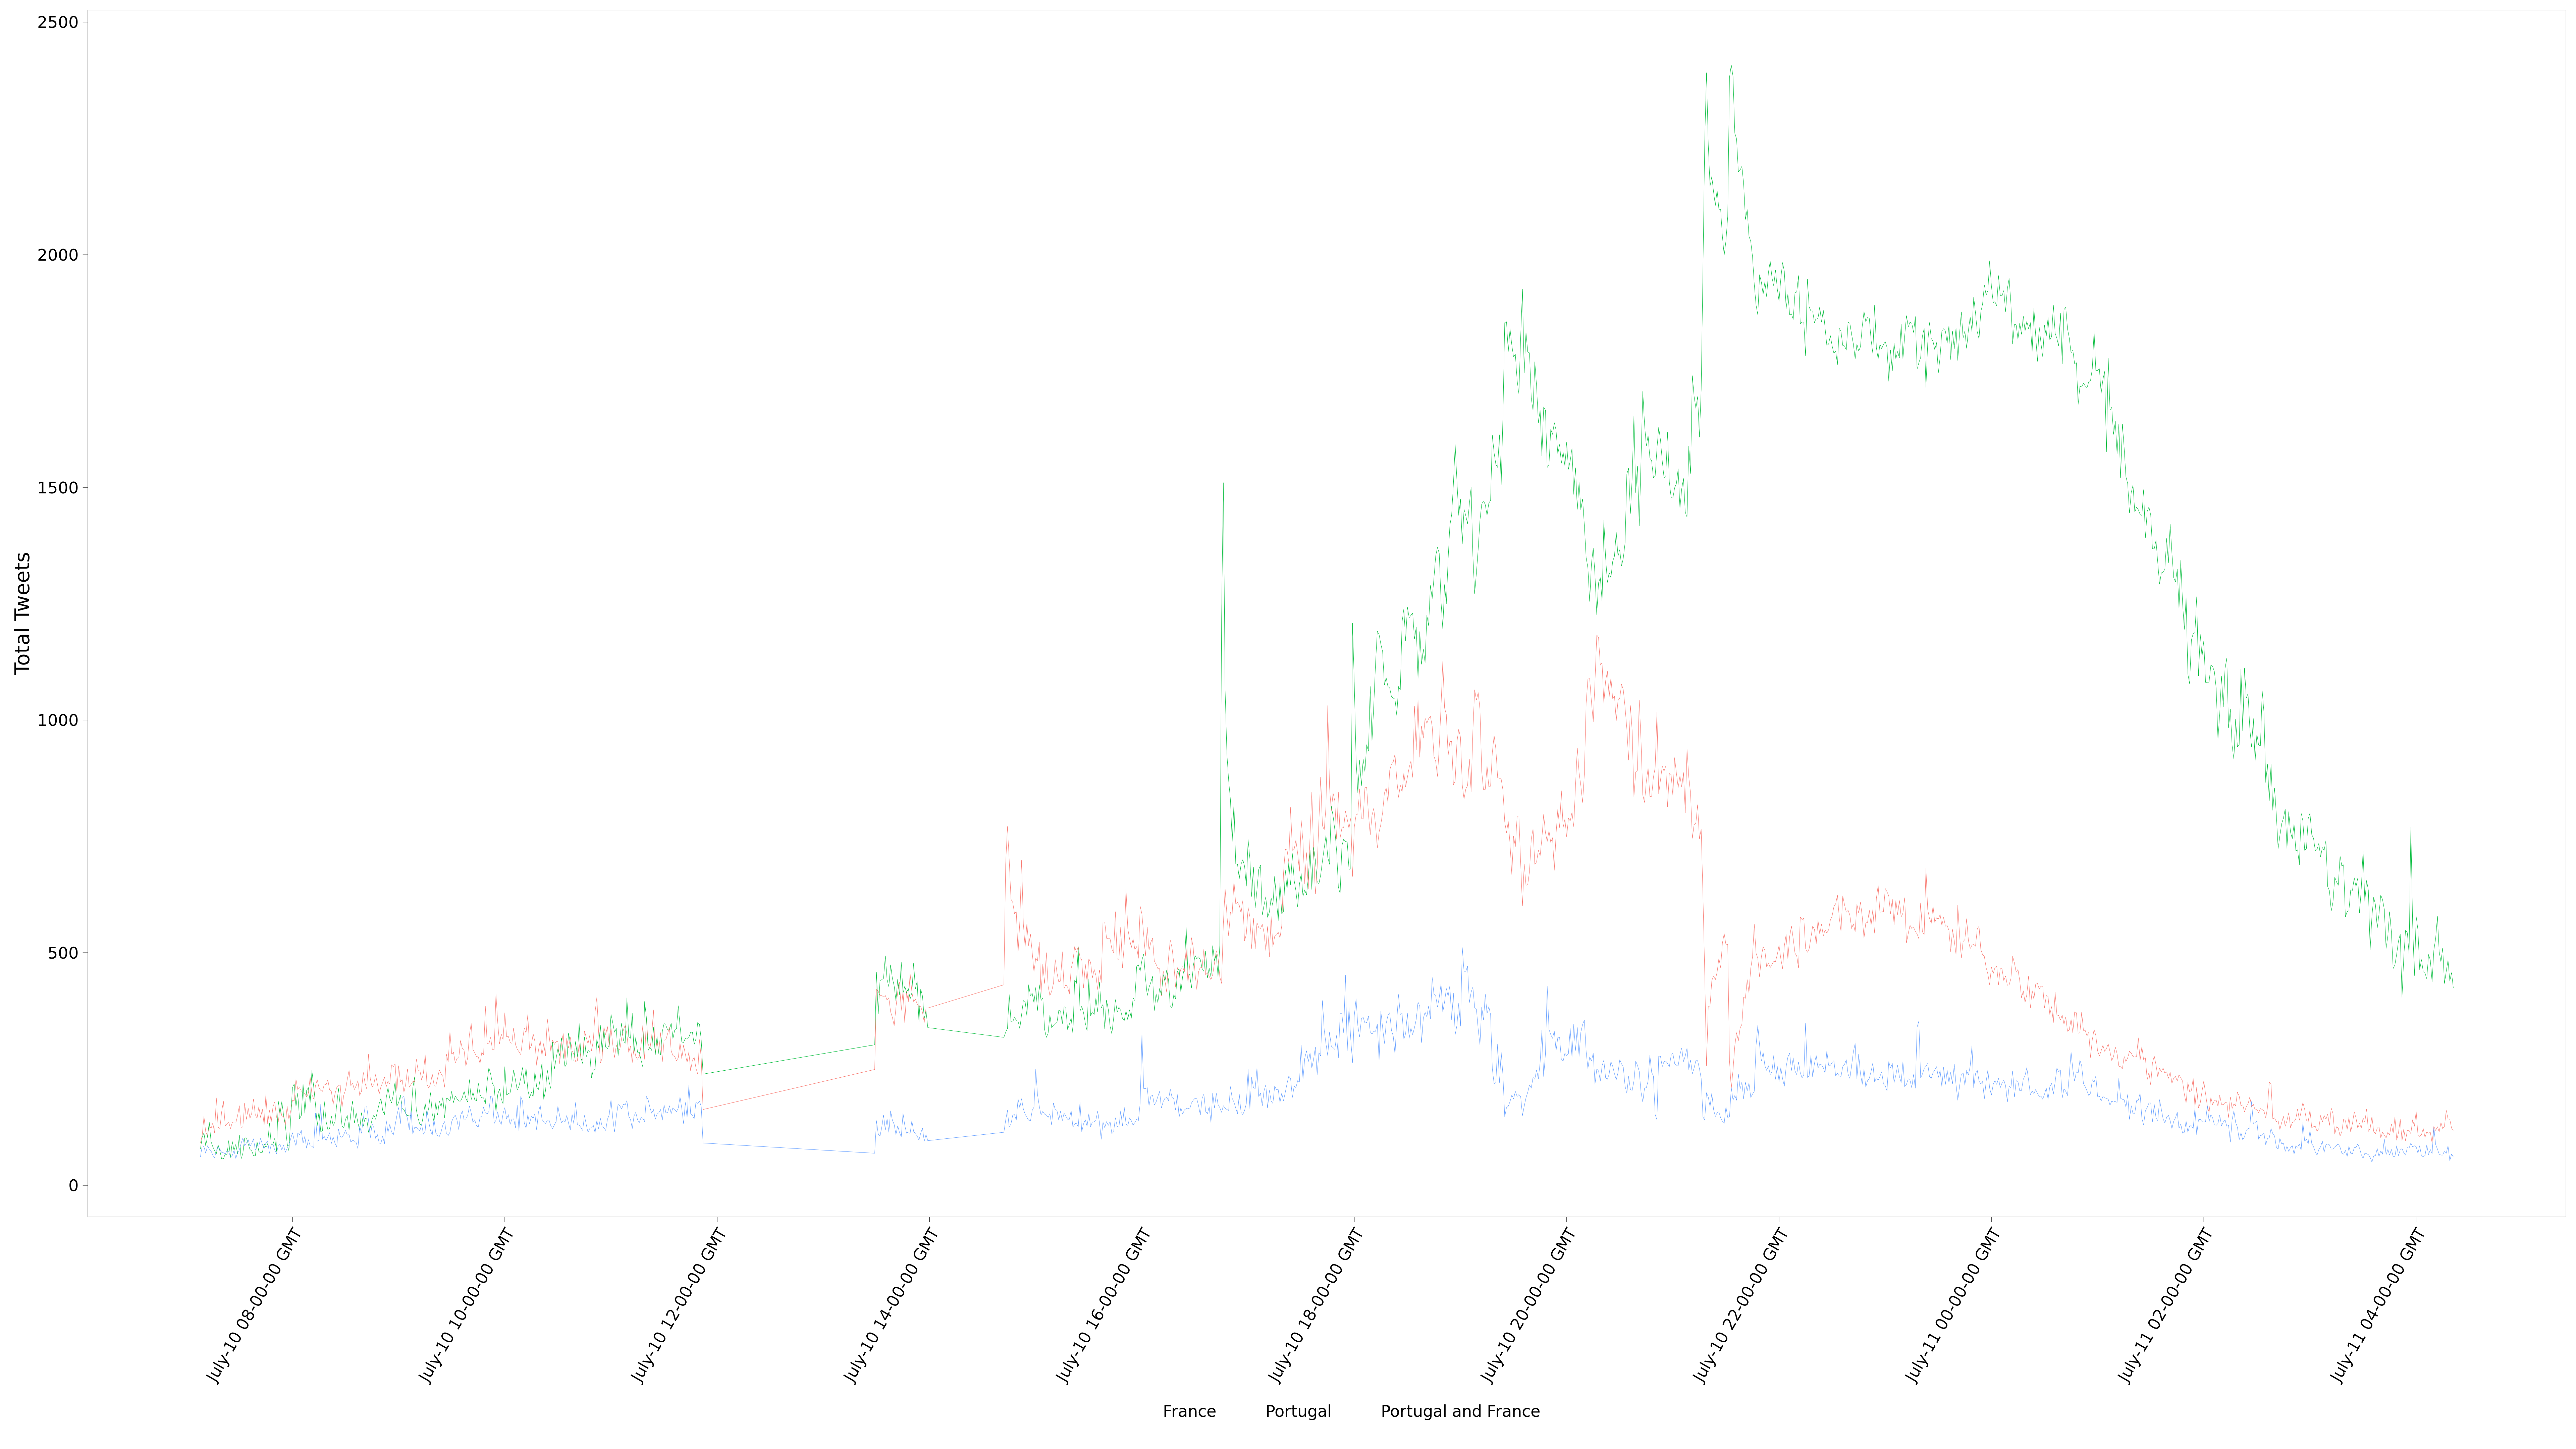 Total Tweets
2500
2000
1500
1000
500
0
July-10 08-00-00 GMT
July-10 10-00-00 GMT
July-10 12-00-00 GMT
July-10 14-00-00 GMT
July-10 16-00-00 GMT
July-10 18-00-00 GMT
July-10 20-00-00 GMT
July-10 22-00-00 GMT
July-11 00-00-00 GMT
July-11 02-00-00 GMT
July-11 04-00-00 GMT
France Portugal Portugal and France